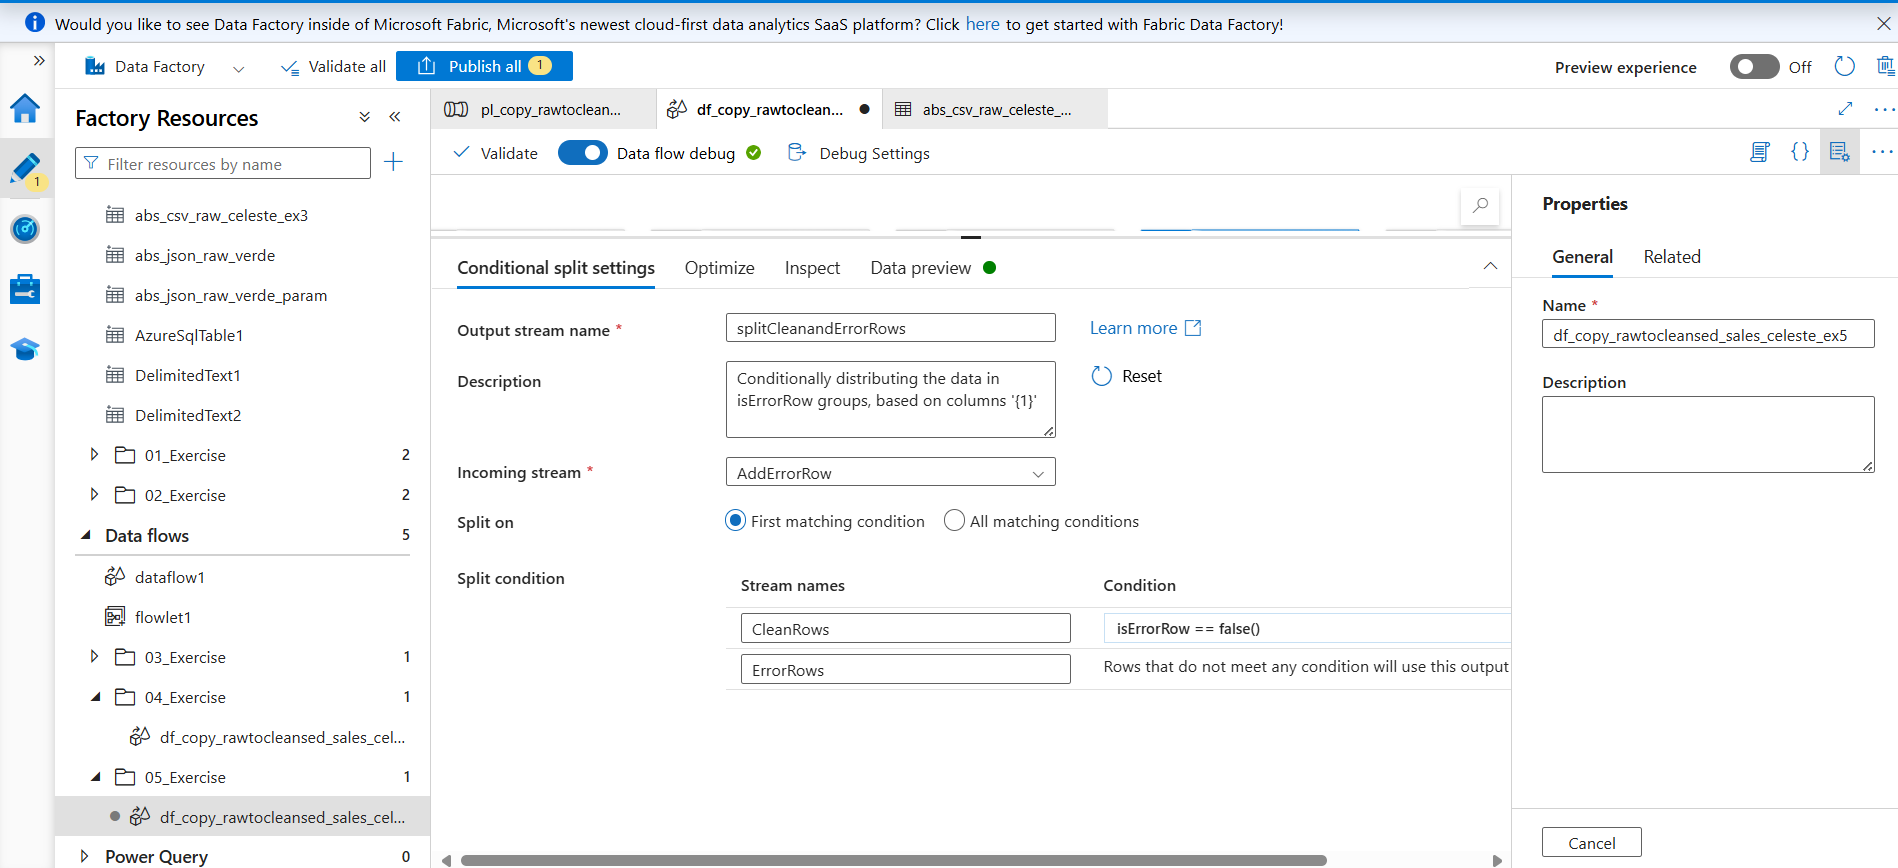 Would you like to see Data Factory inside of Microsoft Fabric, Microsoft's newest cloud-first data analytics SaaS platform? Click here to get started with Fabric Data Factory!
Data Factory
Validate all
Publish all 1
Preview experience
Off
1
Factory Resources
Filter resources by name
abs_csv_raw_celeste_ex3
abs_json_raw_verde
abs_json_raw_verde_param
AzureSqlTable1
DelimitedText1
DelimitedText2
01_Exercise 2
02_Exercise 2
Data flows 5
dataflow1
flowlet1
03_Exercise 1
04_Exercise 1
df_copy_rawtocleansed_sales_cel...
05_Exercise 1
df_copy_rawtocleansed_sales_cel...
Power Query 0
pl_copy_rawtoclean...
df_copy_rawtoclean...
abs_csv_raw_celeste_...
Validate
Data flow debug
Debug Settings
Conditional split settings
Optimize
Inspect
Data preview
Output stream name *
splitCleanandErrorRows
Learn more
Description
Conditionally distributing the data in
isErrorRow groups, based on columns '{1}'
Reset
Incoming stream *
AddErrorRow
Split on
First matching condition
All matching conditions
Split condition
Stream names
Condition
CleanRows
isErrorRow == false()
ErrorRows
Rows that do not meet any condition will use this output
Properties
General
Related
Name *
df_copy_rawtocleansed_sales_celeste_ex5
Description
Cancel